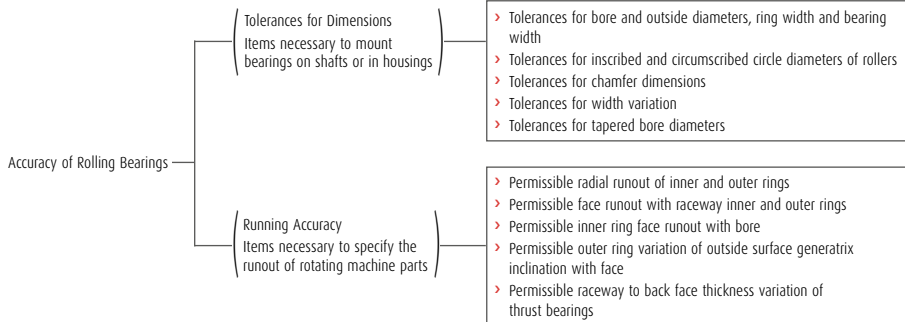 Accuracy of Rolling Bearings
Tolerances for Dimensions
Items necessary to mount
bearings on shafts or in housings
› Tolerances for bore and outside diameters, ring width and bearing
width
› Tolerances for inscribed and circumscribed circle diameters of rollers
› Tolerances for chamfer dimensions
› Tolerances for width variation
› Tolerances for tapered bore diameters
Running Accuracy
Items necessary to specify the
runout of rotating machine parts
› Permissible radial runout of inner and outer rings
› Permissible face runout with raceway inner and outer rings
› Permissible inner ring face runout with bore
› Permissible outer ring variation of outside surface generatrix
inclination with face
› Permissible raceway to back face thickness variation of
thrust bearings